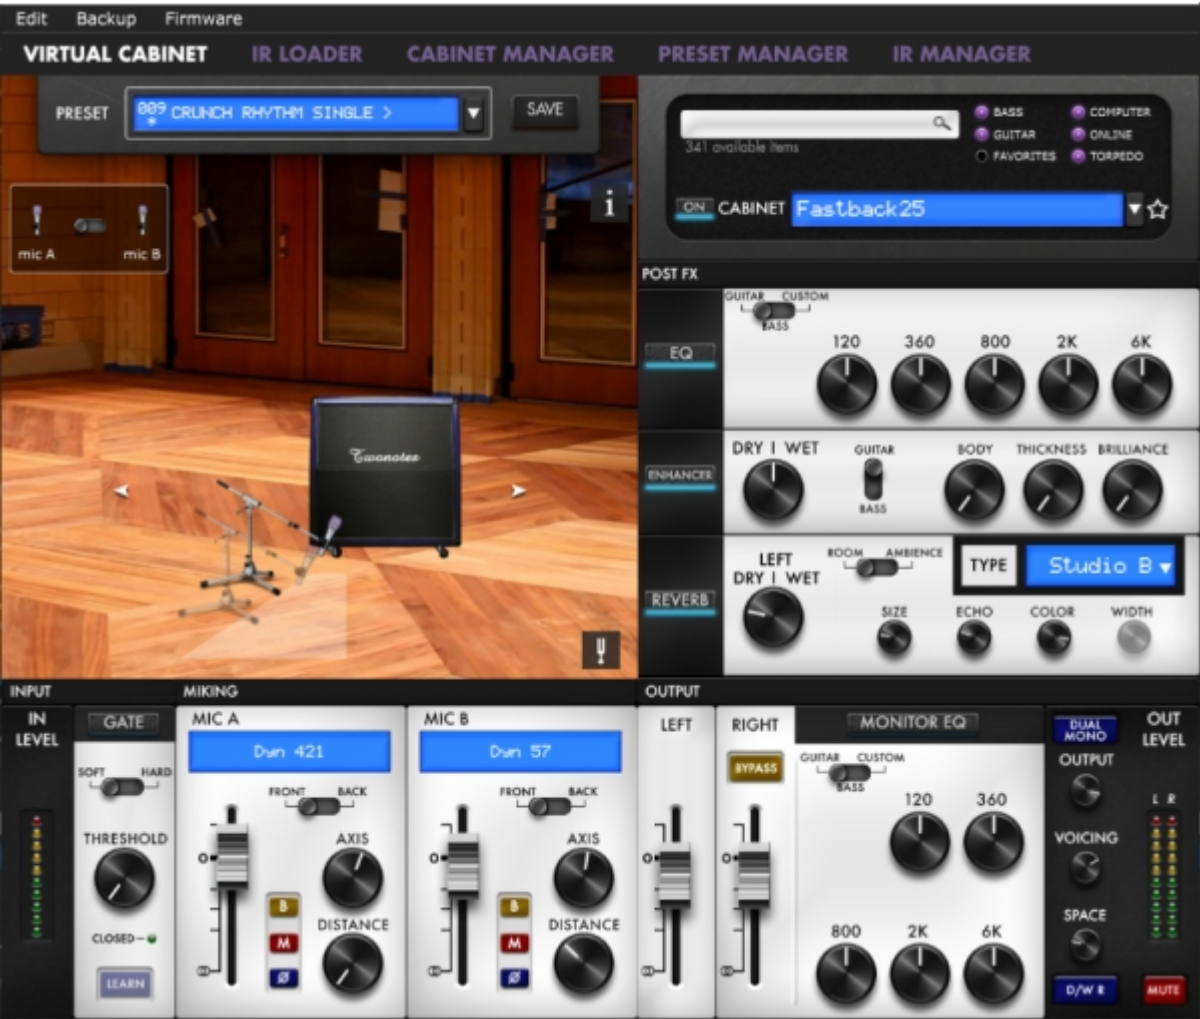 Edit Backup Firmware
VIRTUAL CABINET IR LOADER CABINET MANAGER PRESET MANAGER IR MANAGER
PRESET 009 CRUNCH RHYTHM SINGLE > SAVE
*
mic A mic B
i
Twonotes
341 available items
BASS COMPUTER
GUITAR ONLINE
FAVORITES TORPEDO
ON CABINET Fastback25
POST FX
EQ
GUITAR CUSTOM
BASS
120 360 800 2K 6K
ENHANCER
DRY | WET GUITAR BODY THICKNESS BRILLIANCE
BASS
REVERB
LEFT
DRY | WET
ROOM AMBIENCE
TYPE Studio B
SIZE ECHO COLOR WIDTH
INPUT
IN
LEVEL
GATE
SOFT HARD
THRESHOLD
CLOSED
LEARN
MIKING
MIC A
Dyn 421
FRONT BACK
AXIS
0
B
M
Ø
DISTANCE
∞
MIC B
Dyn 57
FRONT BACK
AXIS
0
B
M
Ø
DISTANCE
∞
OUTPUT
LEFT
0
∞
RIGHT
BYPASS
0
∞
MONITOR EQ
GUITAR CUSTOM
BASS
120 360
800 2K 6K
DUAL
MONO
OUTPUT
VOICING
SPACE
D/W R
OUT
LEVEL
L R
MUTE